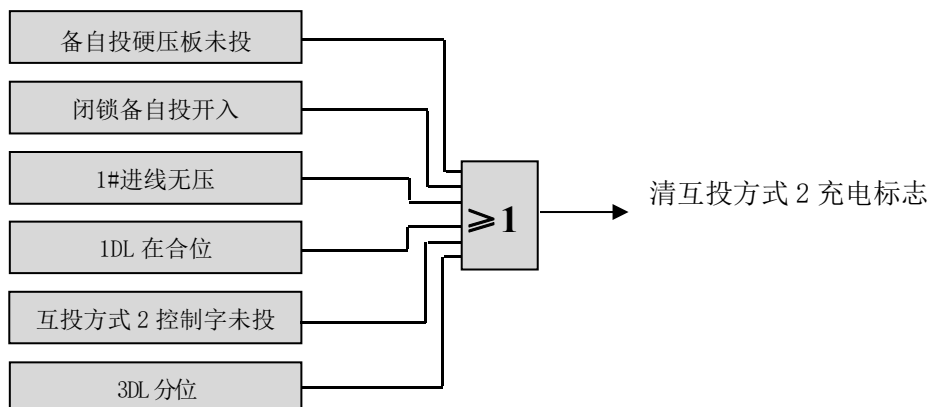 备自投硬压板未投
闭锁备自投开入
1#进线无压
1DL 在合位
互投方式 2 控制字未投
3DL 分位
≥1
清互投方式 2 充电标志